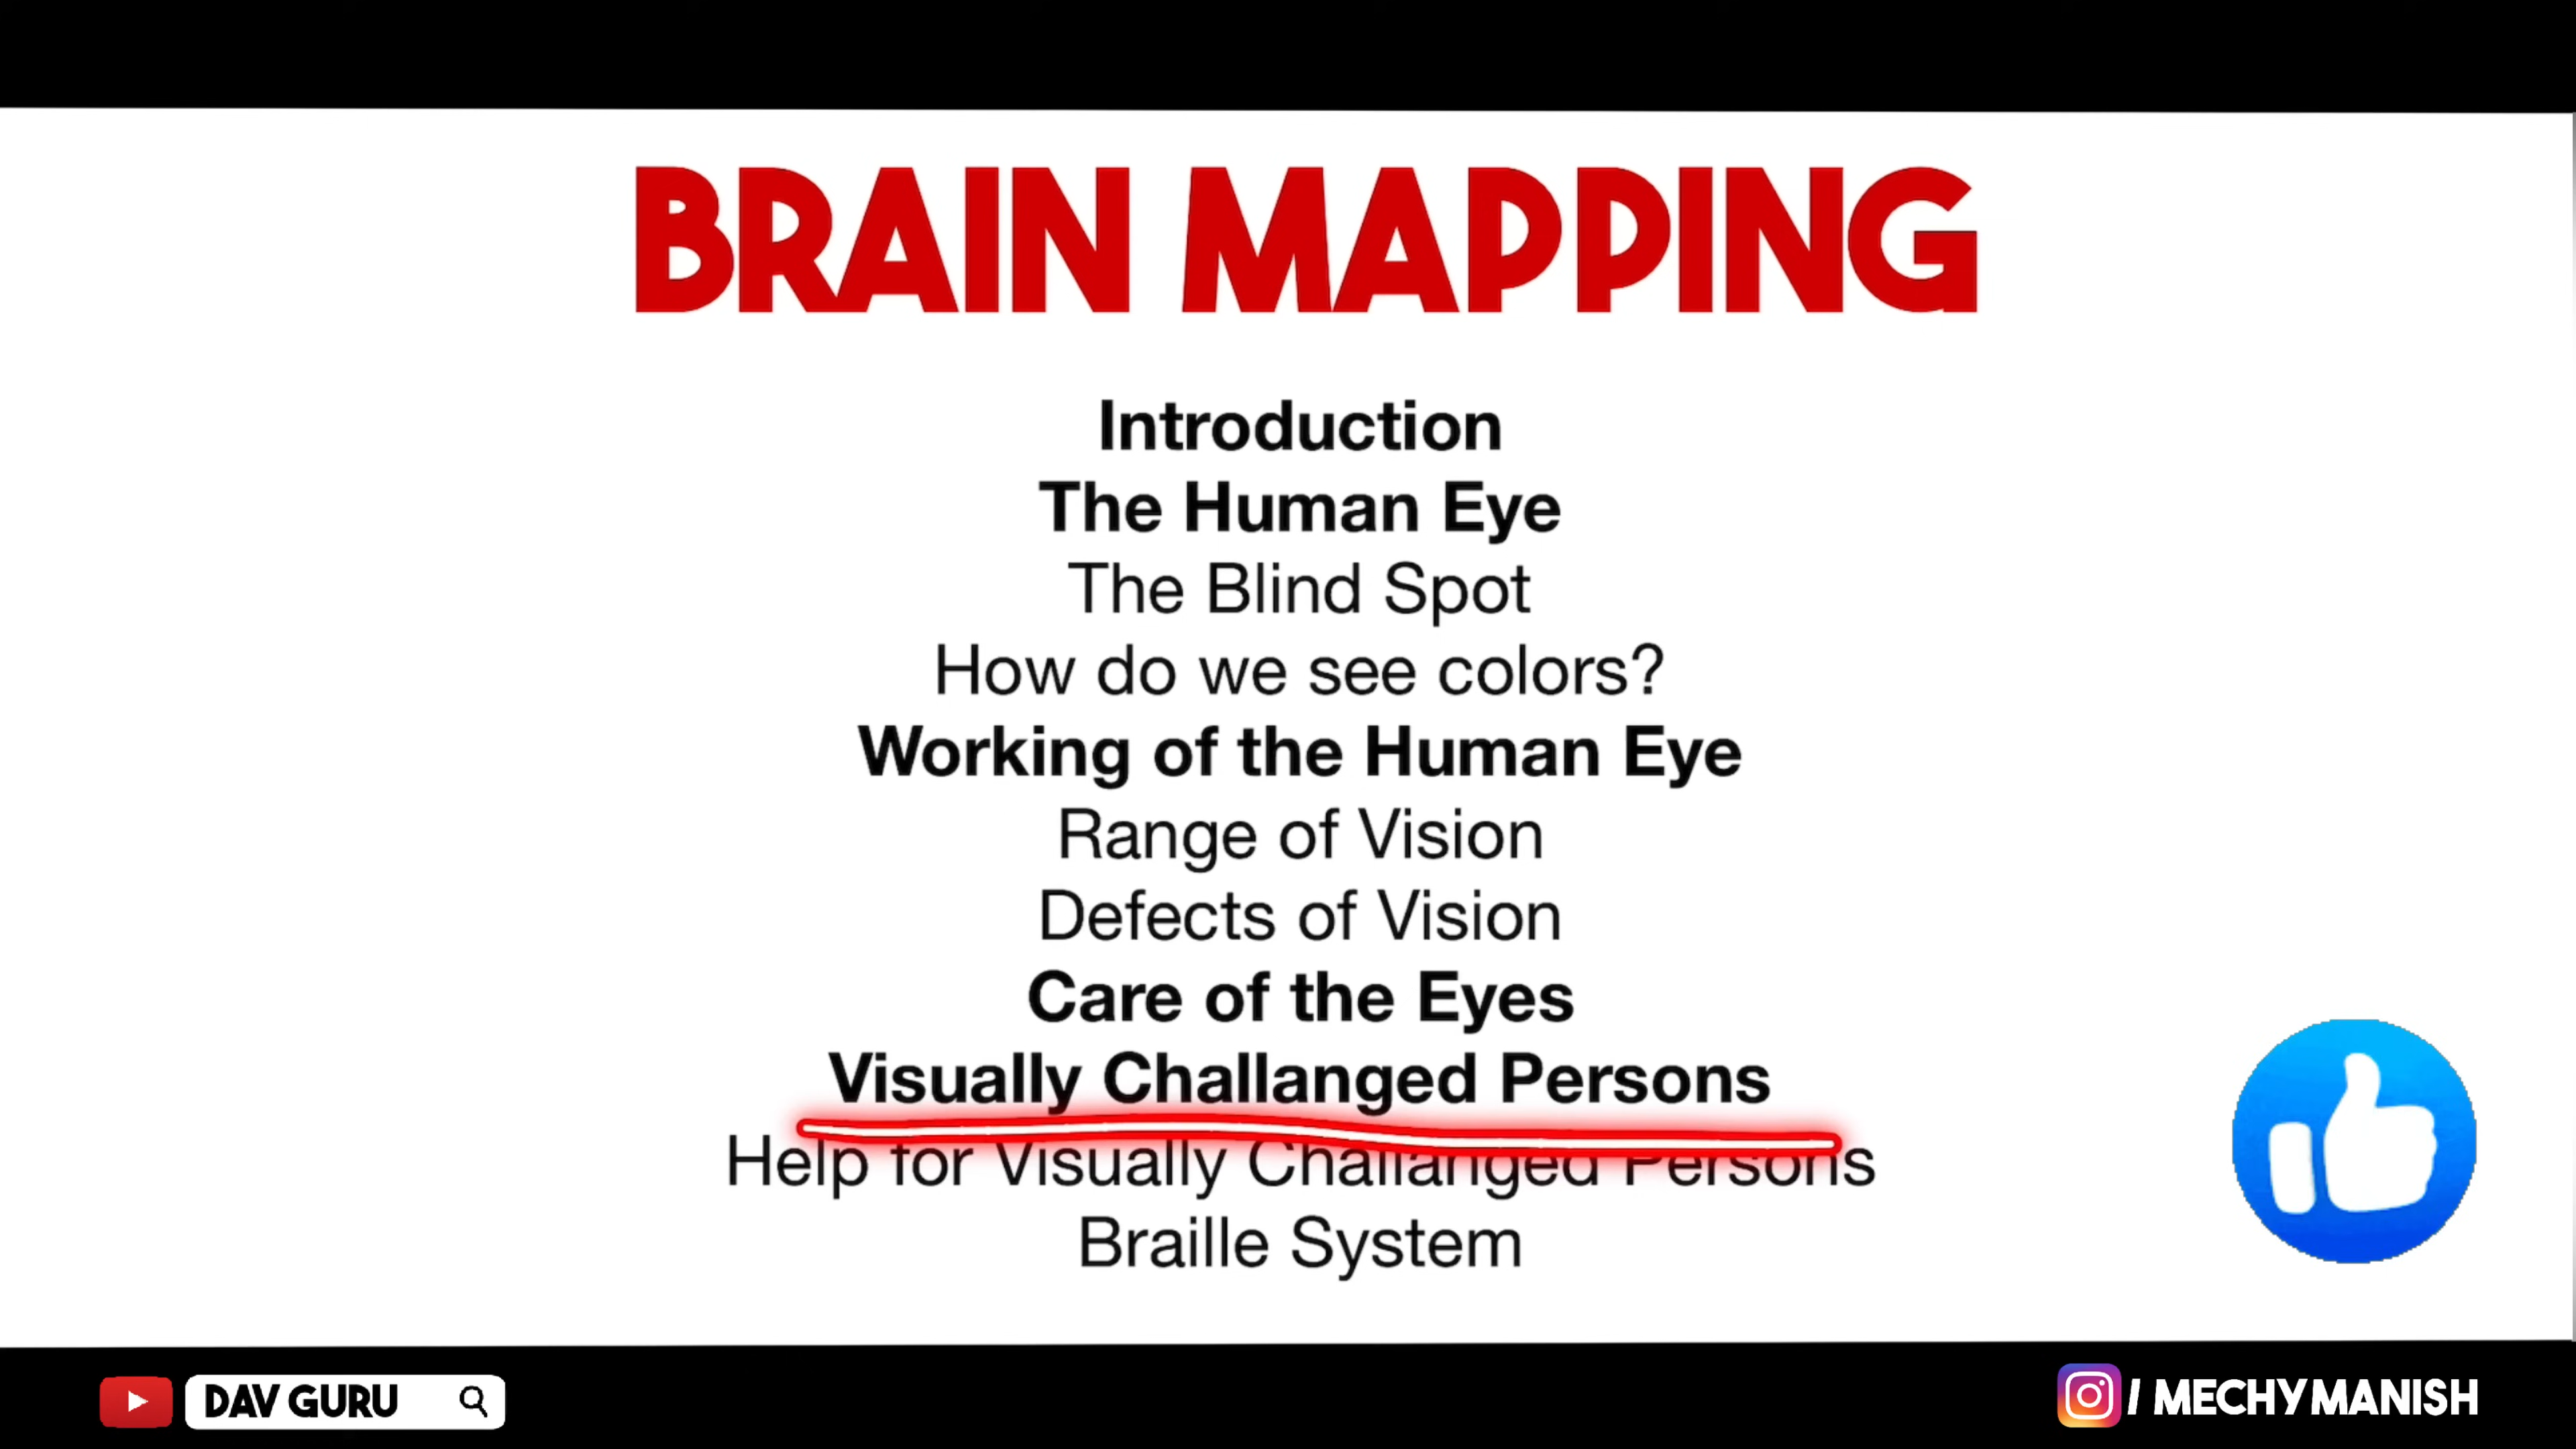 BRAIN MAPPING
Introduction
The Human Eye
The Blind Spot
How do we see colors?
Working of the Human Eye
Range of Vision
Defects of Vision
Care of the Eyes
Visually Challanged Persons
Help for Visually Challanged Persons
Braille System
DAV GURU
/ MECHYMANISH